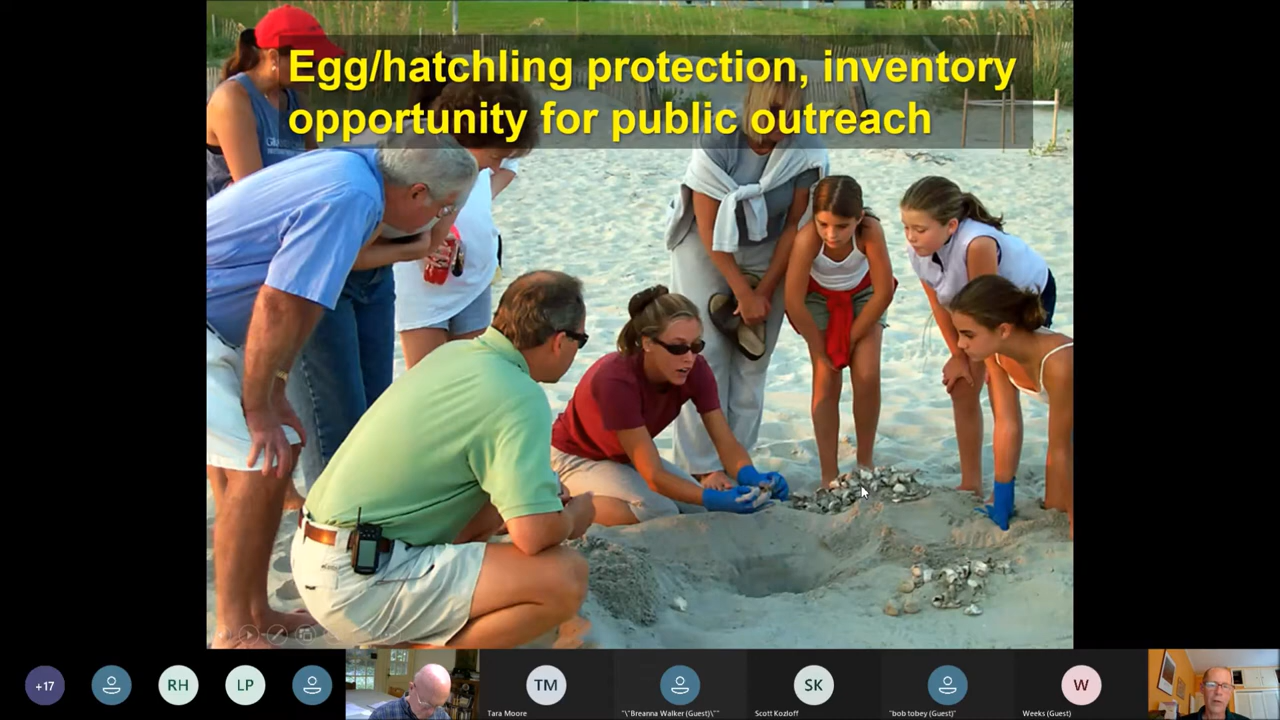 Egg/hatchling protection, inventory
opportunity for public outreach
+17
RH
LP
TM
SK
W
Tara Moore
"\"Breanna Walker (Guest)\""
Scott Kozloff
"bob tobey (Guest)"
Weeks (Guest)